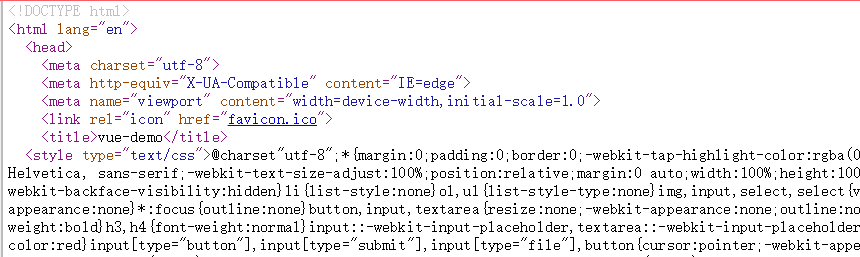 <!DOCTYPE html>
<html lang="en">
<head>
<meta charset="utf-8">
<meta http-equiv="X-UA-Compatible" content="IE=edge">
<meta name="viewport" content="width=device-width,initial-scale=1.0">
<link rel="icon" href="favicon.ico">
<title>vue-demo</title>
<style type="text/css">@charset"utf-8";*{margin:0;padding:0;border:0;-webkit-tap-highlight-color:rgba(0
Helvetica, sans-serif;-webkit-text-size-adjust:100%;position:relative;margin:0 auto;width:100%;height:100
webkit-backface-visibility:hidden}li{list-style:none}ol,ul{list-style-type:none}img,input,select,select{v
appearance:none}*:focus{outline:none}button,input,textarea{resize:none;-webkit-appearance:none;outline:no
weight:bold}h3,h4{font-weight:normal}input::-webkit-input-placeholder,textarea::-webkit-input-placeholder
color:red}input[type="button"],input[type="submit"],input[type="file"],button{cursor:pointer;-webkit-appe